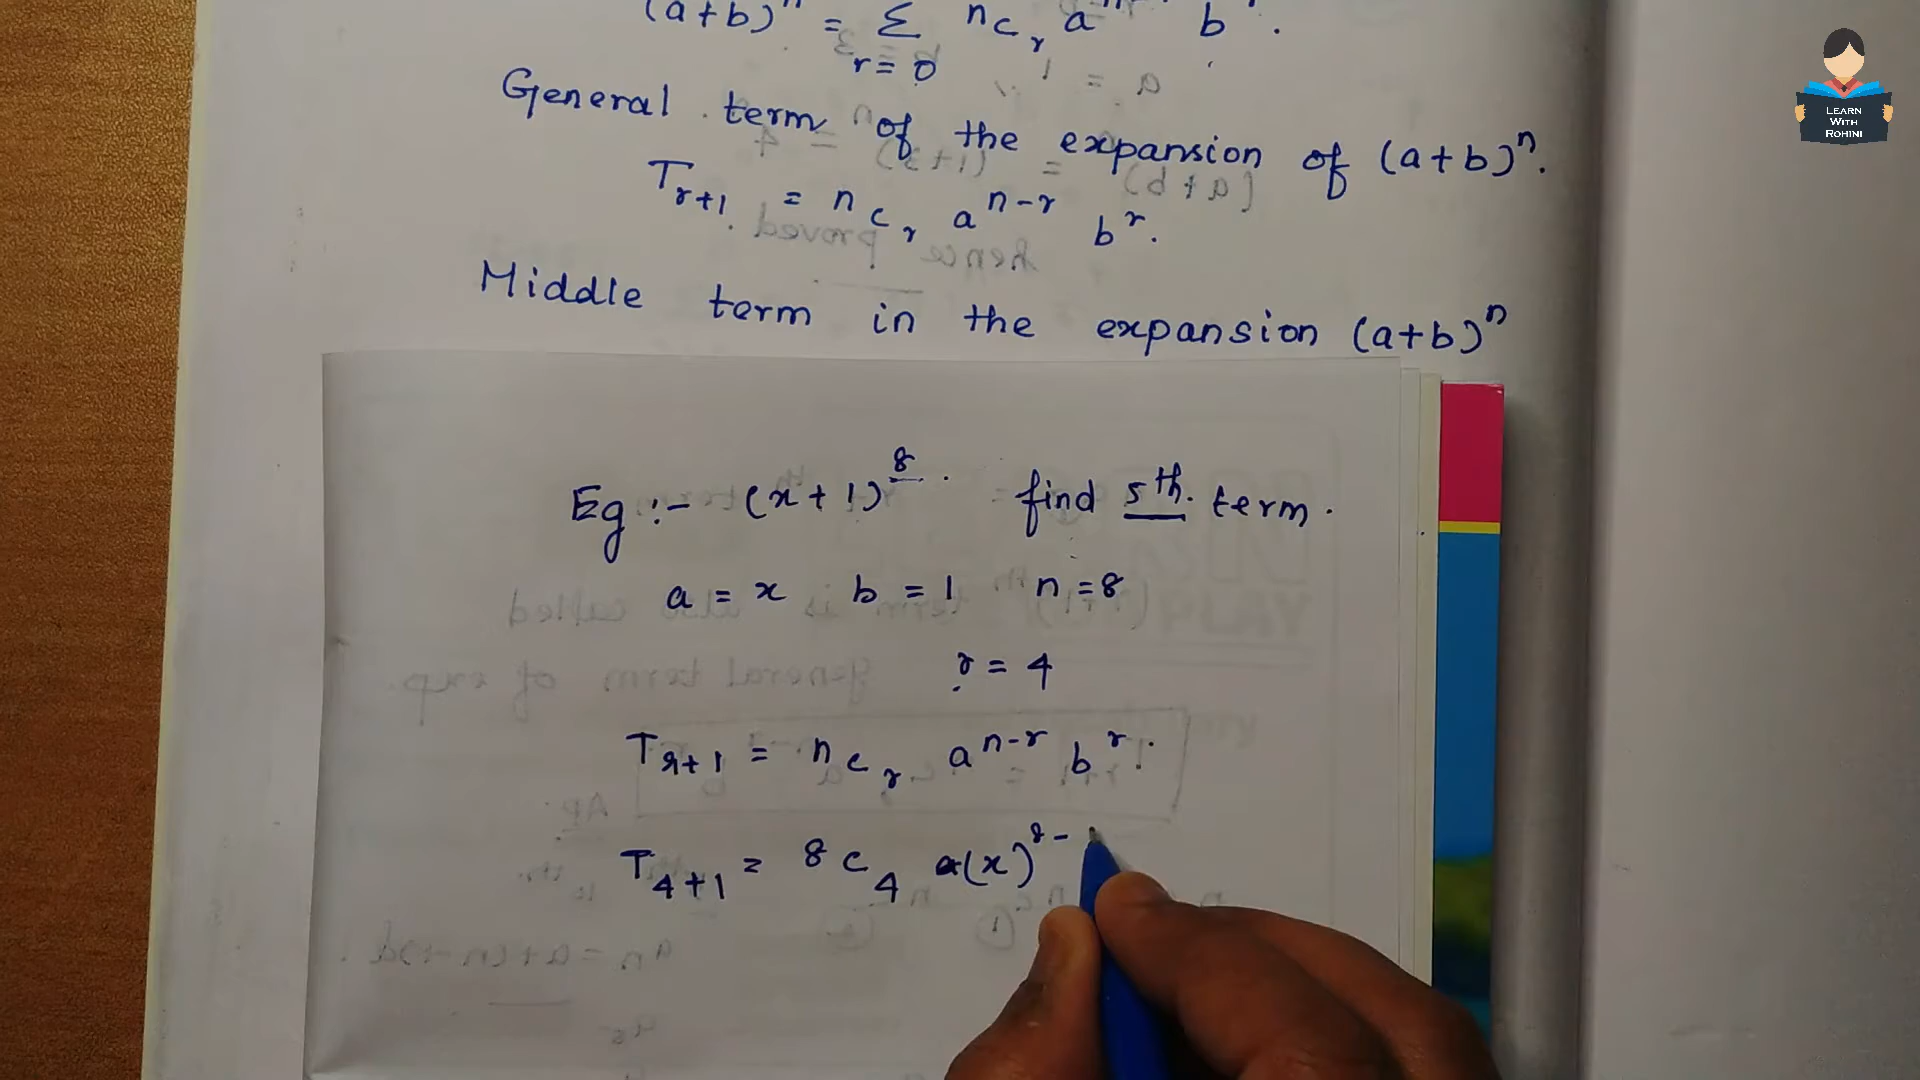 (a+b)ⁿ = Σ nCᵣ a b .
r=0
General term of the expansion of (a+b)ⁿ.
Tᵣ₊₁ = nCᵣ aⁿ⁻ʳ bʳ.
Middle term in the expansion (a+b)ⁿ
Eg :- (x+1)⁸. find 5th. term.
a = x b = 1 n = 8
r = 4
Tᵣ₊₁ = nCᵣ aⁿ⁻ʳ bʳ.
T₄₊₁ = 8C₄ (x)⁸⁻
LEARN
WITH
ROHINI